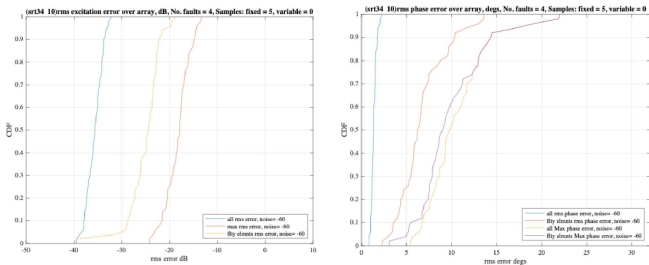 (srt34_10)rms excitation error over array, dB, No. faults = 4, Samples: fixed = 5, variable = 0
1
0.9
0.8
0.7
0.6
0.5
0.4
0.3
0.2
0.1
0
CDF
-50
-40
-30
-20
-10
0
10
rms error dB
all rms error, noise= -60
max rms error, noise= -60
flty elmnts rms error, noise= -60
(srt34_10)rms phase error over array, degs, No. faults = 4, Samples: fixed = 5, variable = 0
1
0.9
0.8
0.7
0.6
0.5
0.4
0.3
0.2
0.1
0
CDF
0
5
10
15
20
25
30
rms error degs
all rms phase error, noise= -60
flty elmnts rms phase error, noise= -60
all Max phase error, noise= -60
flty elmnts Max phase error, noise= -60